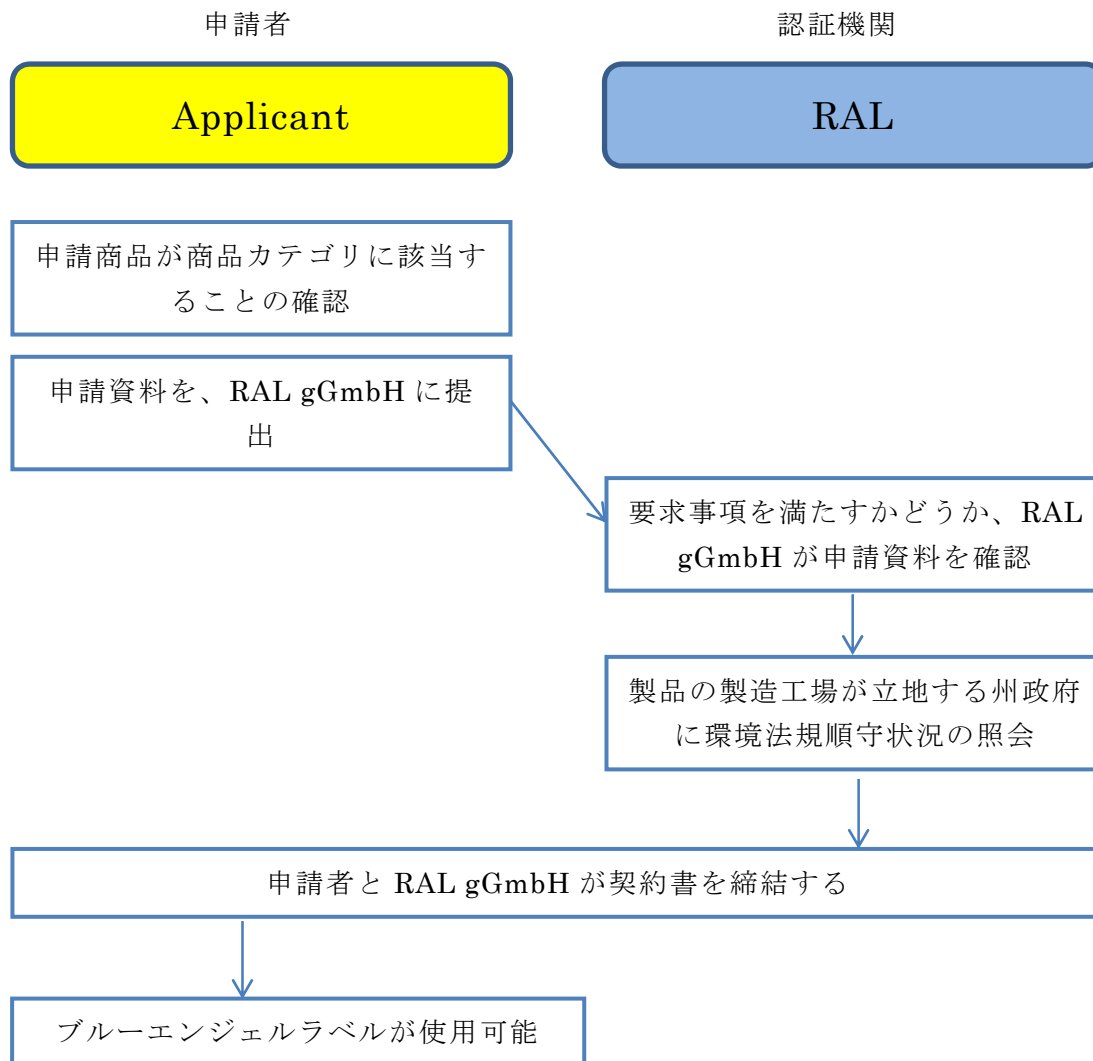 申請者
認証機関
Applicant
RAL
申請商品が商品カテゴリに該当す
ることの確認
申請資料を、RAL gGmbH に提
出
要求事項を満たすかどうか、RAL
gGmbH が申請資料を確認
製品の製造工場が立地する州政府
に環境法規順守状況の照会
申請者と RAL gGmbH が契約書を締結する
ブルーエンジェルラベルが使用可能